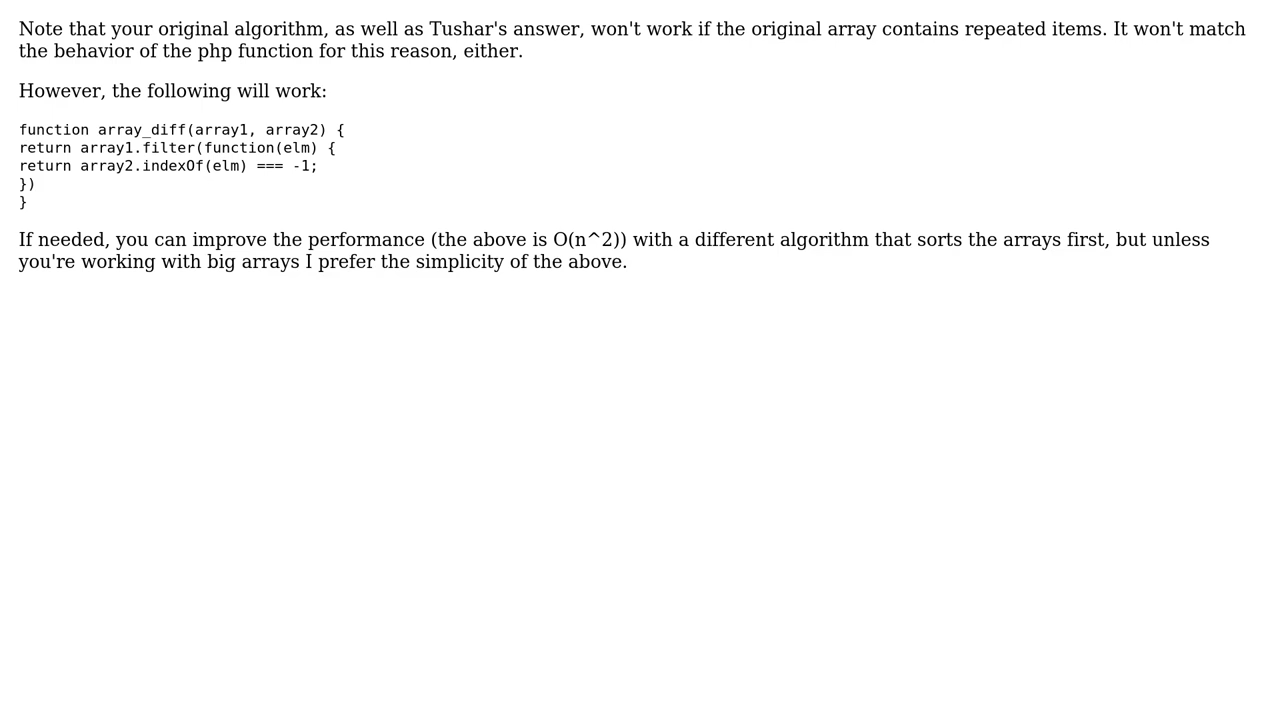 Note that your original algorithm, as well as Tushar's answer, won't work if the original array contains repeated items. It won't match
the behavior of the php function for this reason, either.
However, the following will work:
function array_diff(array1, array2) {
return array1.filter(function(elm) {
return array2.indexOf(elm) === -1;
})
}
If needed, you can improve the performance (the above is O(n^2)) with a different algorithm that sorts the arrays first, but unless
you're working with big arrays I prefer the simplicity of the above.